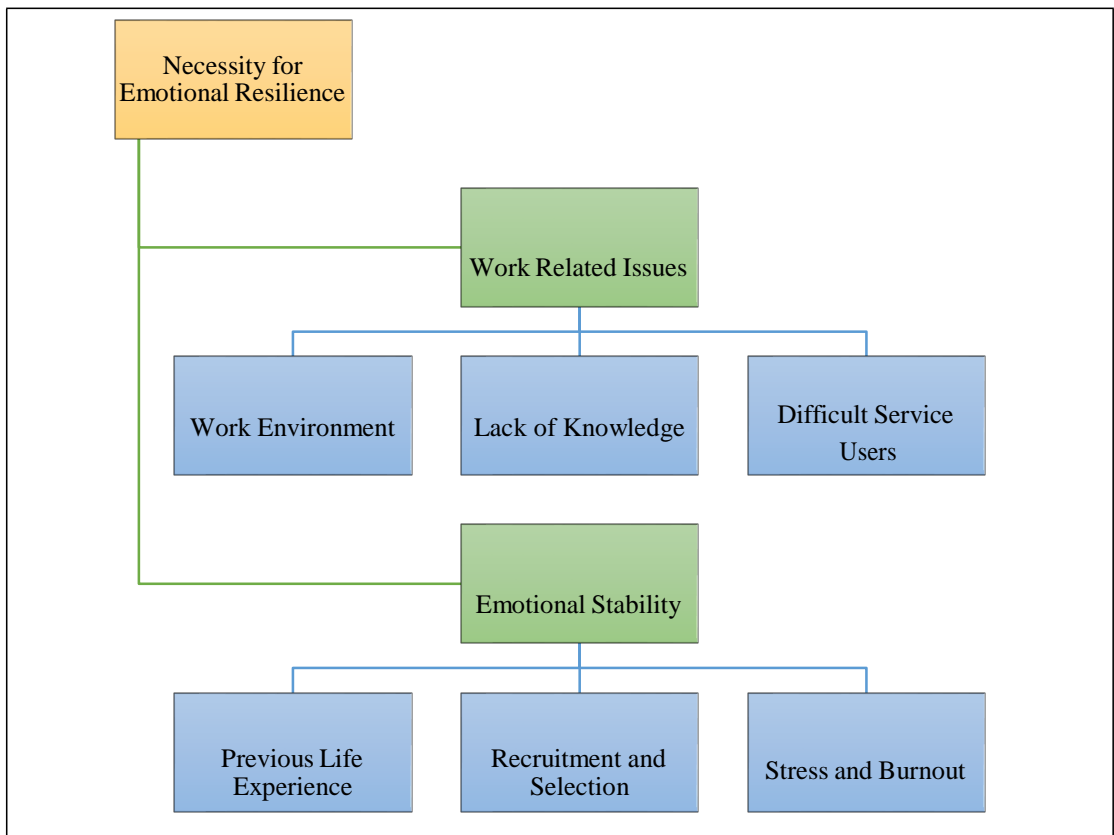 Necessity for
Emotional Resilience
Work Related Issues
Work Environment
Lack of Knowledge
Difficult Service
Users
Emotional Stability
Previous Life
Experience
Recruitment and
Selection
Stress and Burnout